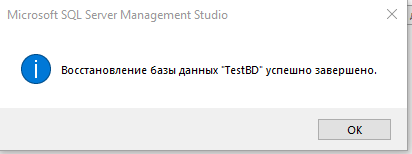 Microsoft SQL Server Management Studio
Восстановление базы данных "TestBD" успешно завершено.
OK